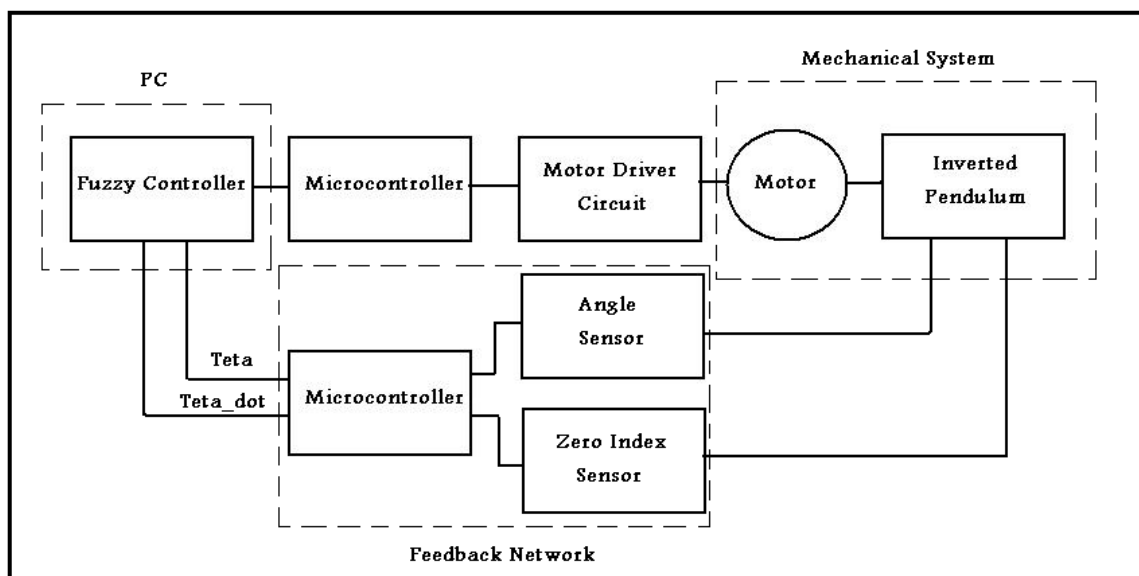 PC
Mechanical System
Fuzzy Controller
Microcontroller
Motor Driver
Circuit
Motor
Inverted
Pendulum
Angle
Sensor
Teta
Teta_dot
Microcontroller
Zero Index
Sensor
Feedback Network